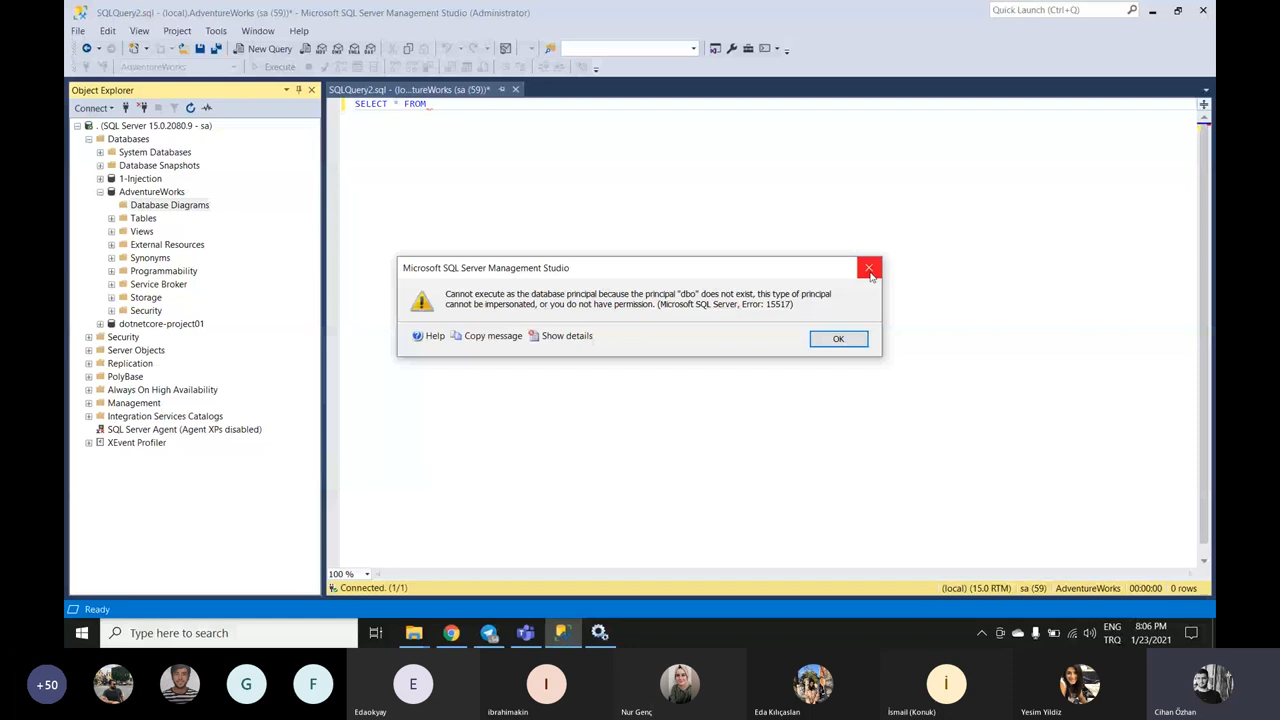 SQLQuery2.sql - (local).AdventureWorks (sa (59))* - Microsoft SQL Server Management Studio (Administrator)
Quick Launch (Ctrl+Q)
File Edit View Project Tools Window Help
New Query
AdventureWorks
Execute
Object Explorer
SQLQuery2.sql - (lo...tureWorks (sa (59))*
Connect
SELECT * FROM
. (SQL Server 15.0.2080.9 - sa)
Databases
System Databases
Database Snapshots
1-Injection
AdventureWorks
Database Diagrams
Tables
Views
External Resources
Synonyms
Programmability
Service Broker
Storage
Security
dotnetcore-project01
Security
Server Objects
Replication
PolyBase
Always On High Availability
Management
Integration Services Catalogs
SQL Server Agent (Agent XPs disabled)
XEvent Profiler
Microsoft SQL Server Management Studio
Cannot execute as the database principal because the principal "dbo" does not exist, this type of principal
cannot be impersonated, or you do not have permission. (Microsoft SQL Server, Error: 15517)
Help Copy message Show details
OK
100 %
Connected. (1/1)
(local) (15.0 RTM) sa (59) AdventureWorks 00:00:00 0 rows
Ready
Type here to search
ENG
TRQ
8:06 PM
1/23/2021
+50
G
F
E
I
İ
Edaokyay
ibrahimakin
Nur Genç
Eda Kılıçaslan
İsmail (Konuk)
Yesim Yildiz
Cihan Özhan